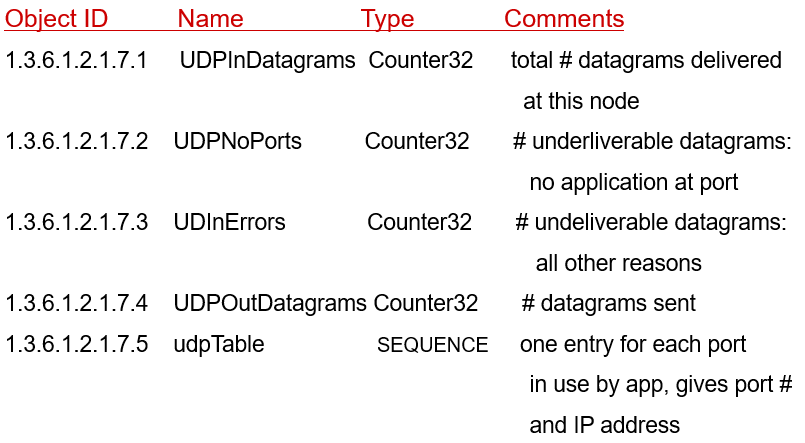 Object ID Name Type Comments
1.3.6.1.2.1.7.1 UDPInDatagrams Counter32 total # datagrams delivered
at this node
1.3.6.1.2.1.7.2 UDPNoPorts Counter32 # underliverable datagrams:
no application at port
1.3.6.1.2.1.7.3 UDInErrors Counter32 # undeliverable datagrams:
all other reasons
1.3.6.1.2.1.7.4 UDPOutDatagrams Counter32 # datagrams sent
1.3.6.1.2.1.7.5 udpTable SEQUENCE one entry for each port
in use by app, gives port #
and IP address